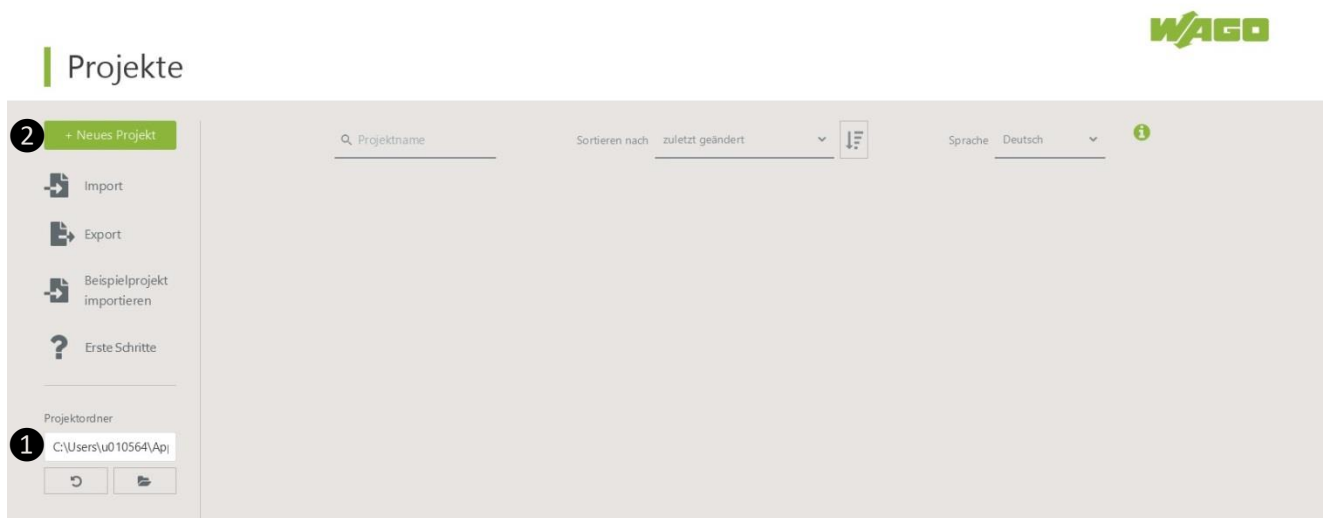 WAGO
Projekte
2 + Neues Projekt
Projektname
Sortieren nach zuletzt geändert
Sprache Deutsch
Import
Export
Beispielprojekt
importieren
Erste Schritte
Projektordner
1 C:\Users\u010564\Ap